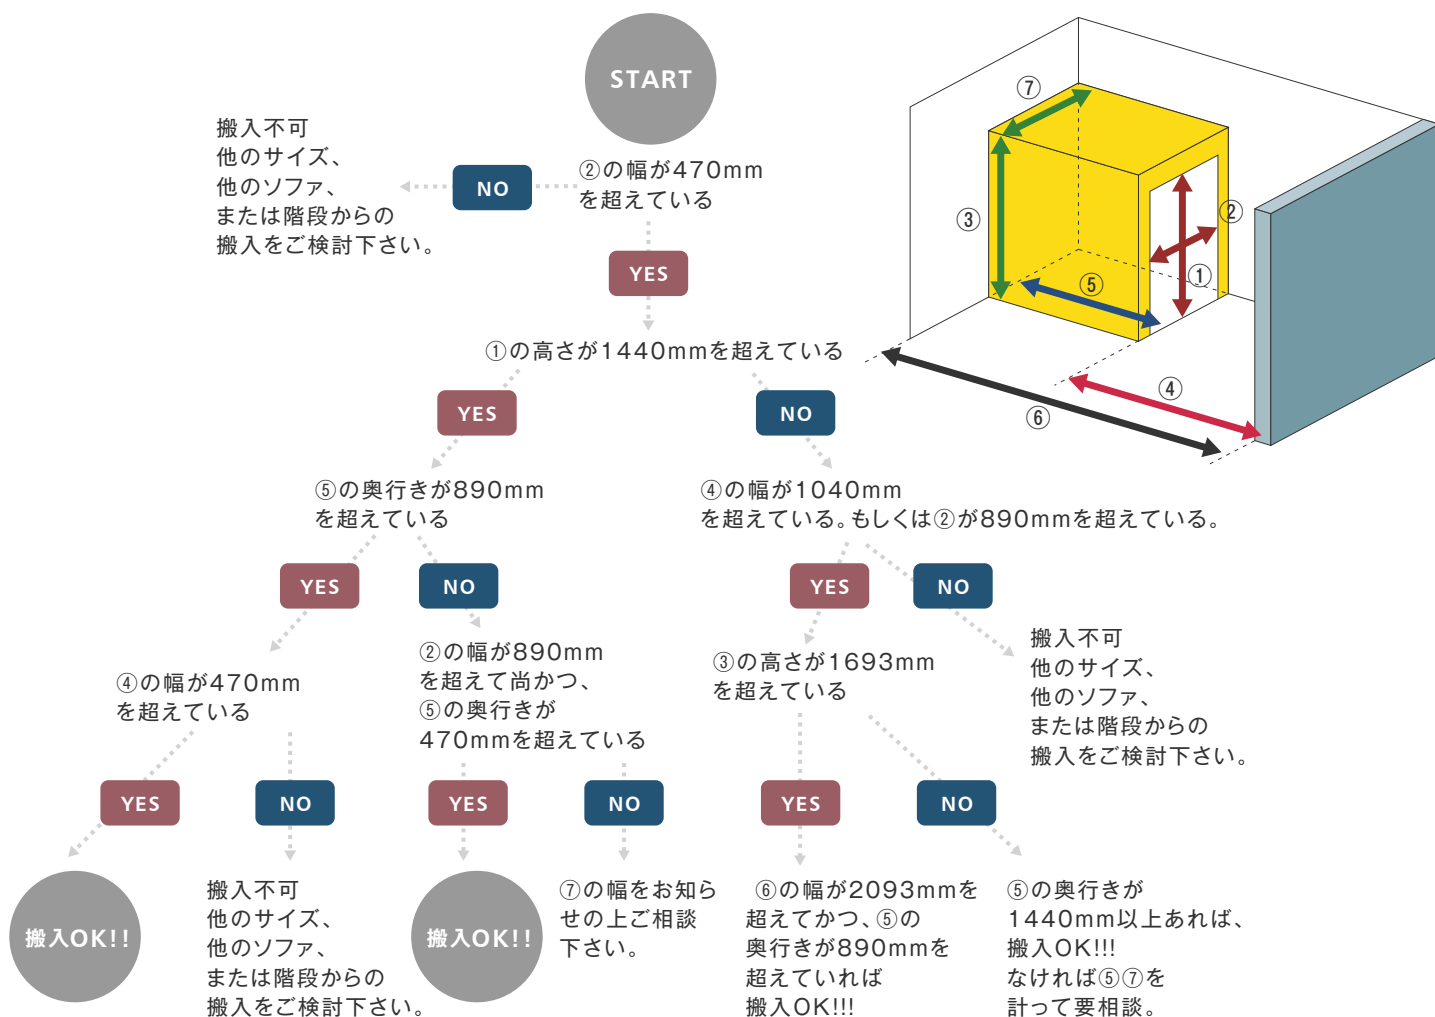 START
②の幅が470mm
を超えている
NO
搬入不可
他のサイズ、
他のソファ、
または階段からの
搬入をご検討下さい。
YES
①の高さが1440mmを超えている
YES
NO
⑤の奥行きが890mm
を超えている
④の幅が1040mm
を超えている。もしくは②が890mmを超えている。
YES
NO
YES
NO
④の幅が470mm
を超えている
②の幅が890mm
を超えて尚かつ、
⑤の奥行きが
470mmを超えている
③の高さが1693mm
を超えている
搬入不可
他のサイズ、
他のソファ、
または階段からの
搬入をご検討下さい。
YES
NO
YES
NO
YES
NO
搬入OK!!
搬入不可
他のサイズ、
他のソファ、
または階段からの
搬入をご検討下さい。
搬入OK!!
⑦の幅をお知ら
せの上ご相談
下さい。
⑥の幅が2093mmを
超えてかつ、⑤の
奥行きが890mmを
超えていれば
搬入OK!!!
⑤の奥行きが
1440mm以上あれば、
搬入OK!!!
なければ⑤⑦を
計って要相談。
⑦
③
②
①
⑤
④
⑥